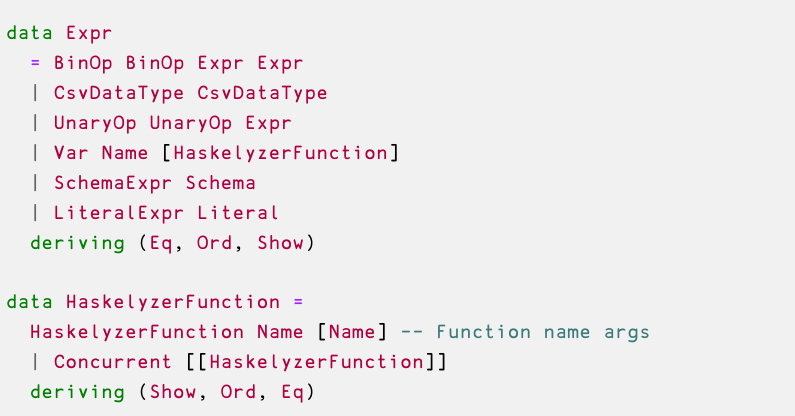 data Expr
  = BinOp BinOp Expr Expr
  | CsvDataType CsvDataType
  | UnaryOp UnaryOp Expr
  | Var Name [HaskelyzerFunction]
  | SchemaExpr Schema
  | LiteralExpr Literal
  deriving (Eq, Ord, Show)

data HaskelyzerFunction =
  HaskelyzerFunction Name [Name] -- Function name args
  | Concurrent [[HaskelyzerFunction]]
  deriving (Show, Ord, Eq)